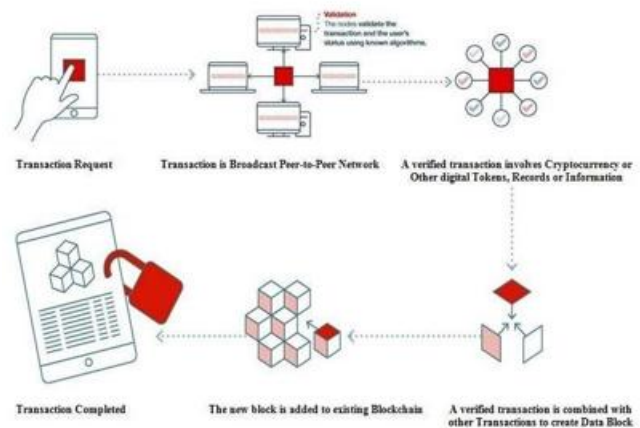 Validation
The nodes validate the
transaction and the user's
status using known algorithms.
Transaction Request
Transaction is Broadcast Peer-to-Peer Network
A verified transaction involves Cryptocurrency or
Other digital Tokens, Records or Information
Transaction Completed
The new block is added to existing Blockchain
A verified transaction is combined with
other Transactions to create Data Block